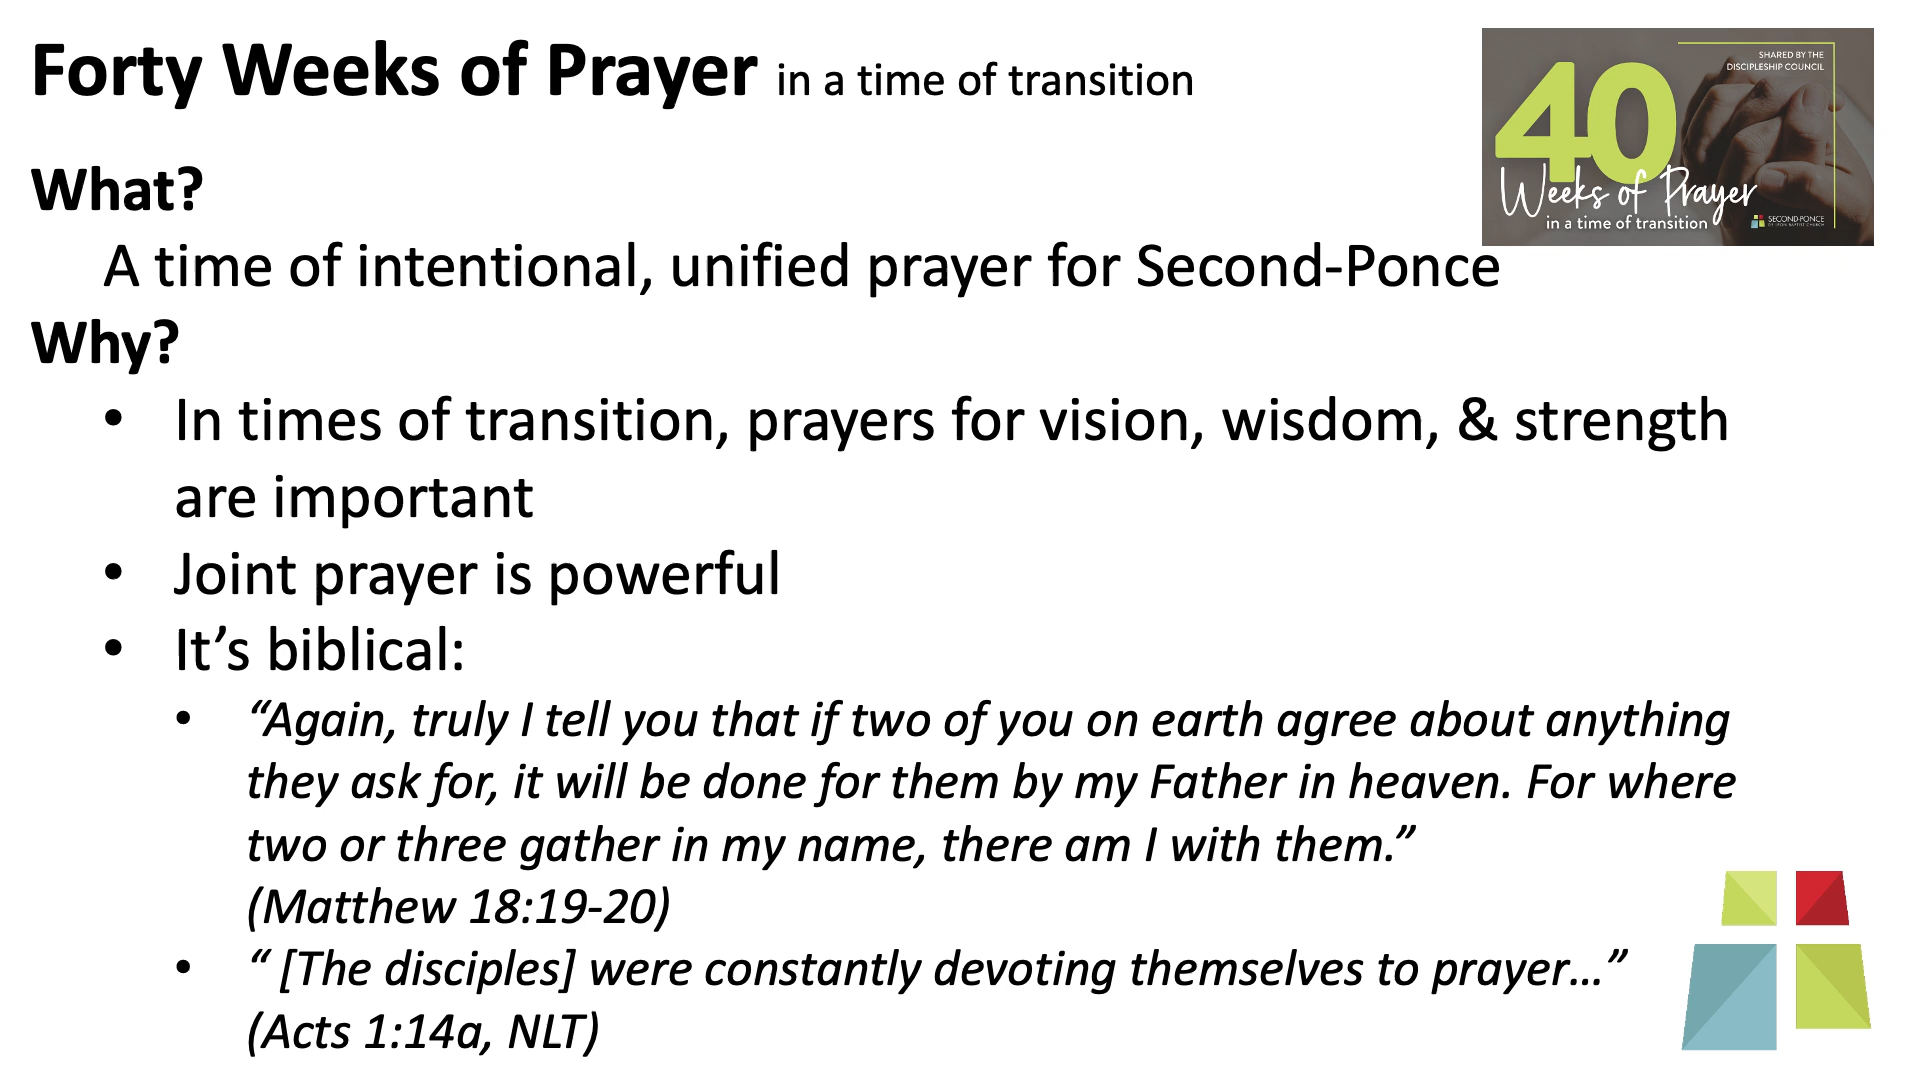 Forty Weeks of Prayer in a time of transition
SHARED BY THE
DISCIPLESHIP COUNCIL
40
Weeks of Prayer
in a time of transition
SECOND-PONCE
DE LEON BAPTIST CHURCH
What?
A time of intentional, unified prayer for Second-Ponce
Why?
• In times of transition, prayers for vision, wisdom, & strength
are important
• Joint prayer is powerful
• It’s biblical:
• “Again, truly I tell you that if two of you on earth agree about anything
they ask for, it will be done for them by my Father in heaven. For where
two or three gather in my name, there am I with them.”
(Matthew 18:19-20)
• “ [The disciples] were constantly devoting themselves to prayer…”
(Acts 1:14a, NLT)